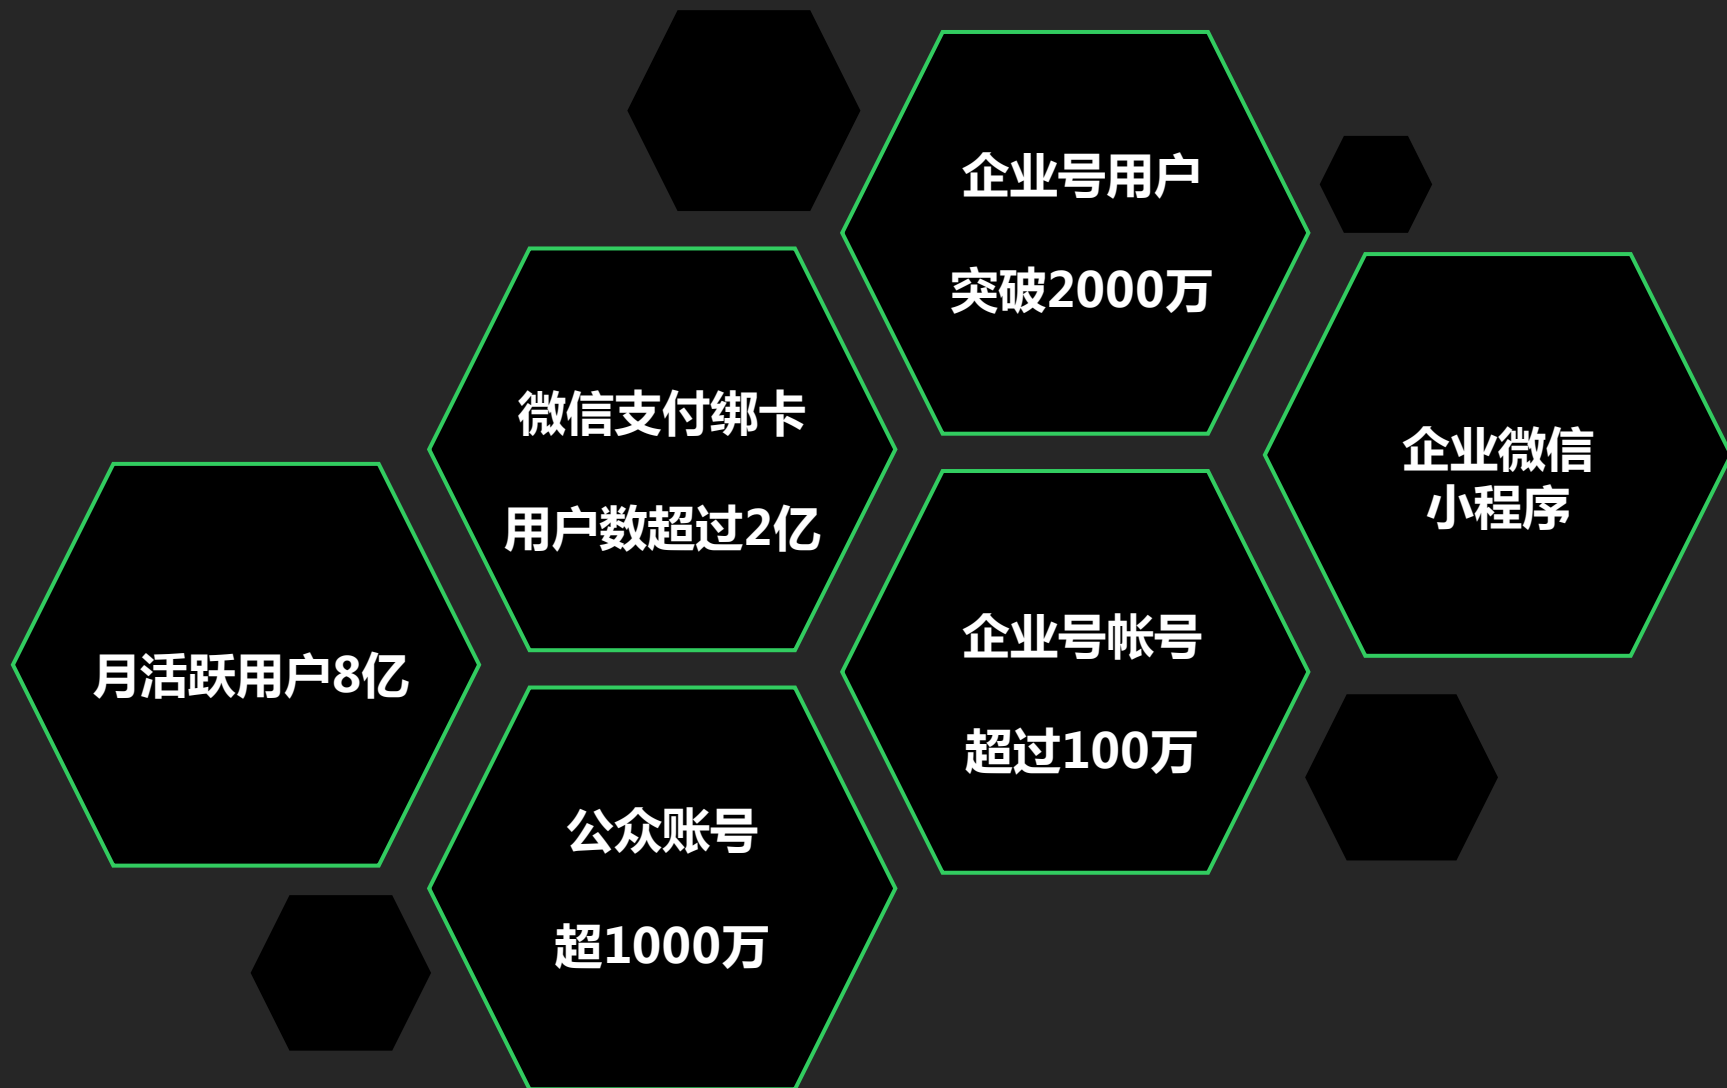 企业号用户
突破2000万
微信支付绑卡
用户数超过2亿
企业微信
小程序
月活跃用户8亿
企业号帐号
超过100万
公众账号
超1000万